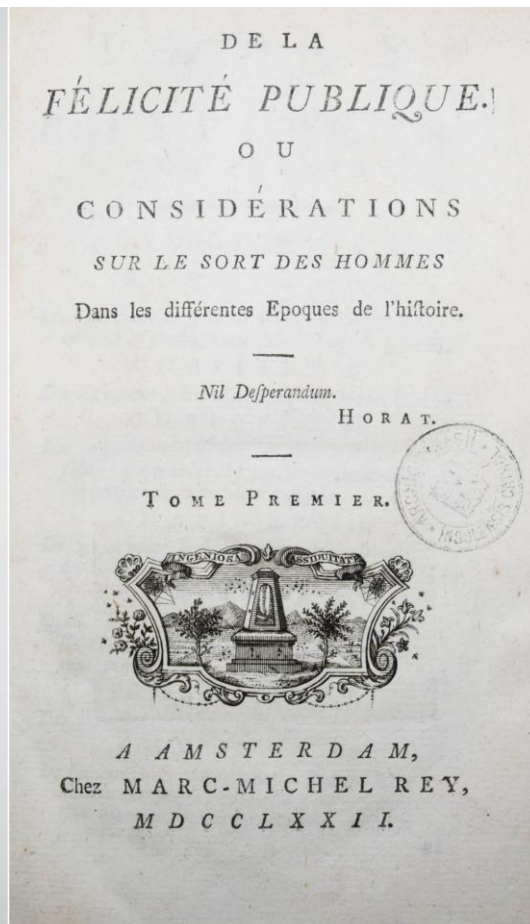 DE LA
FÉLICITÉ PUBLIQUE.
OU
CONSIDÉRATIONS
SUR LE SORT DES HOMMES
Dans les différentes Epoques de l'hiſtoire.
Nil Deſperandum.
HORAT.
TOME PREMIER.
INGENIOSA ASSIDUITATE
A AMSTERDAM,
Chez MARC-MICHEL REY,
MDCCLXXII.